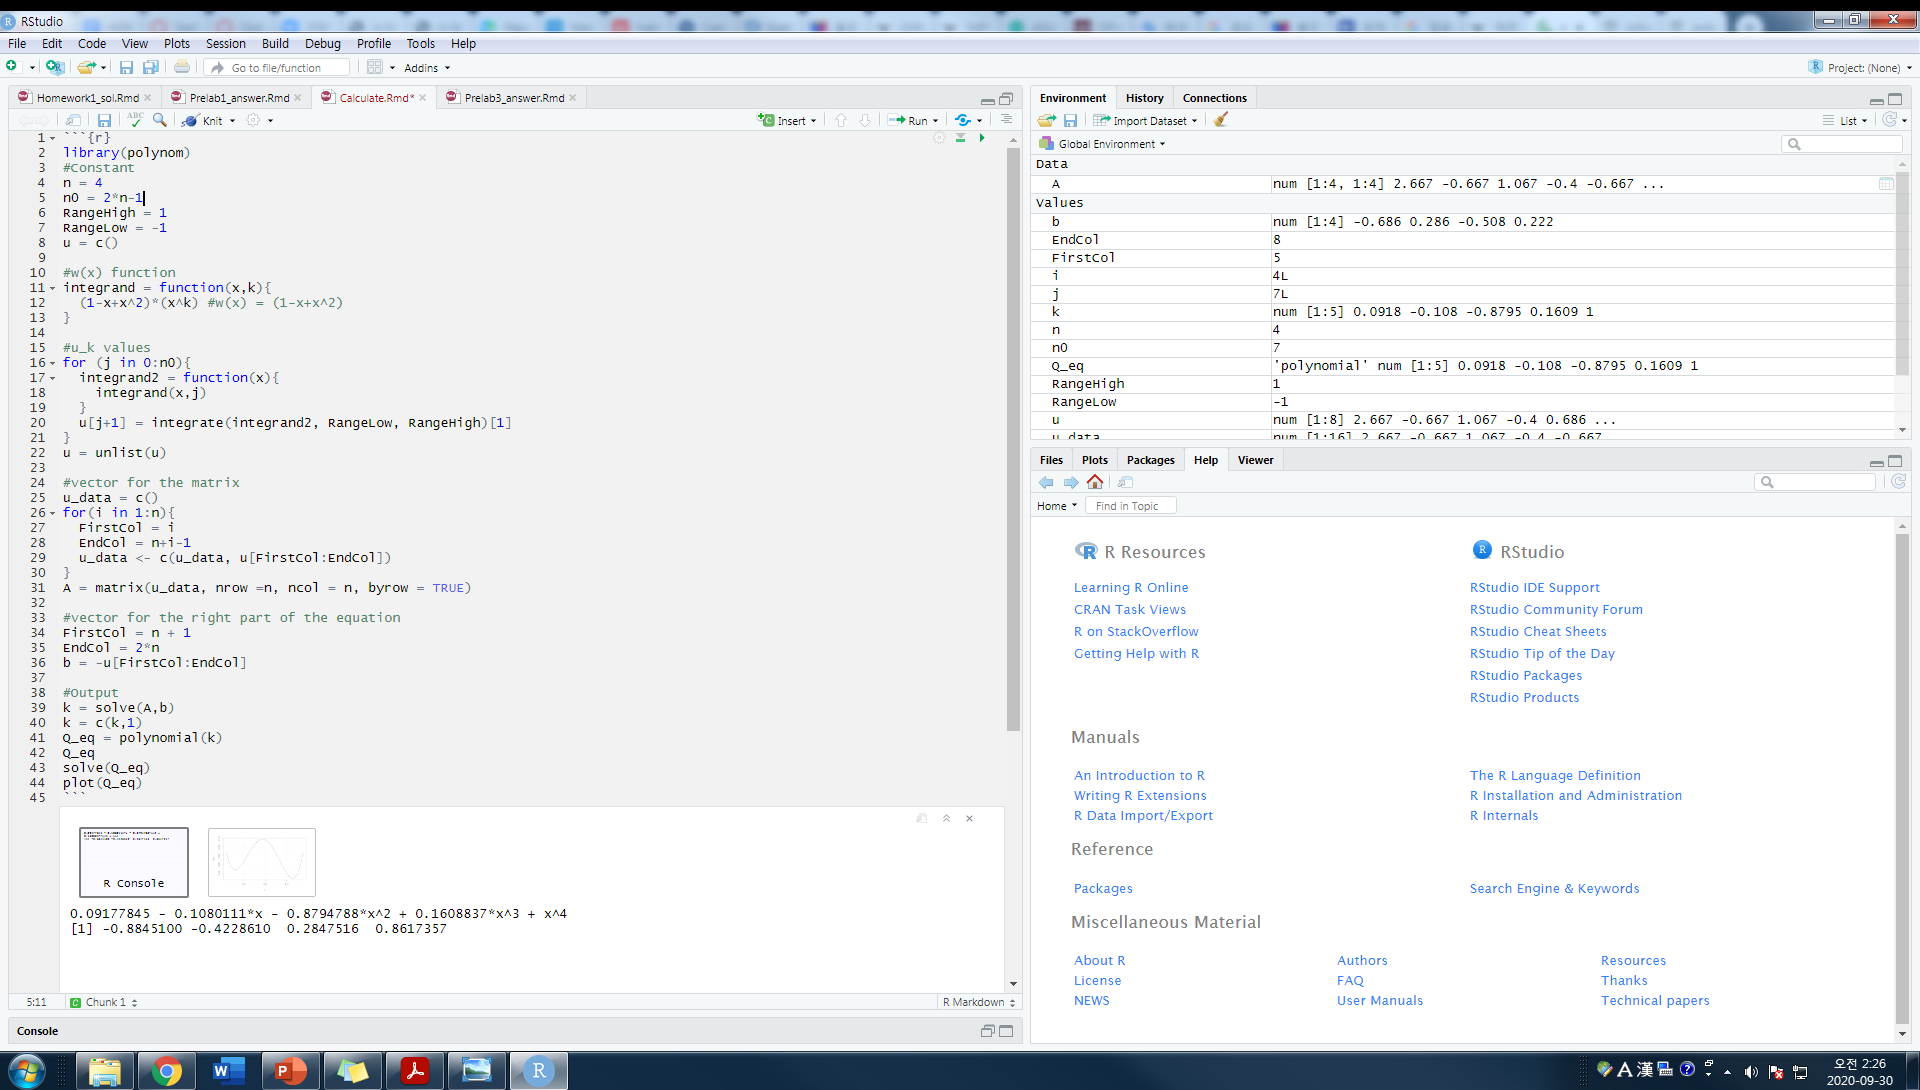 RStudio
File Edit Code View Plots Session Build Debug Profile Tools Help
Go to file/function Addins Project: (None)
Homework1_sol.Rmd Prelab1_answer.Rmd Calculate.Rmd* Prelab3_answer.Rmd
ABC Knit Insert Run
1 ```{r}
2 library(polynom)
3 #Constant
4 n = 4
5 n0 = 2*n-1
6 RangeHigh = 1
7 RangeLow = -1
8 u = c()
9
10 #w(x) function
11 integrand = function(x,k){
12 (1-x+x^2)*(x^k) #w(x) = (1-x+x^2)
13 }
14
15 #u_k values
16 for (j in 0:n0){
17 integrand2 = function(x){
18 integrand(x,j)
19 }
20 u[j+1] = integrate(integrand2, RangeLow, RangeHigh)[1]
21 }
22 u = unlist(u)
23
24 #vector for the matrix
25 u_data = c()
26 for(i in 1:n){
27 FirstCol = i
28 EndCol = n+i-1
29 u_data <- c(u_data, u[FirstCol:EndCol])
30 }
31 A = matrix(u_data, nrow =n, ncol = n, byrow = TRUE)
32
33 #vector for the right part of the equation
34 FirstCol = n + 1
35 EndCol = 2*n
36 b = -u[FirstCol:EndCol]
37
38 #Output
39 k = solve(A,b)
40 k = c(k,1)
41 Q_eq = polynomial(k)
42 Q_eq
43 solve(Q_eq)
44 plot(Q_eq)
45 ```
R Console
0.09177845 - 0.1080111*x - 0.8794788*x^2 + 0.1608837*x^3 + x^4
[1] -0.8845100 -0.4228610 0.2847516 0.8617357
5:11 Chunk 1 R Markdown
Console
Environment History Connections
Import Dataset List
Global Environment
Data
A num [1:4, 1:4] 2.667 -0.667 1.067 -0.4 -0.667 ...
Values
b num [1:4] -0.686 0.286 -0.508 0.222
EndCol 8
FirstCol 5
i 4L
j 7L
k num [1:5] 0.0918 -0.108 -0.8795 0.1609 1
n 4
n0 7
Q_eq 'polynomial' num [1:5] 0.0918 -0.108 -0.8795 0.1609 1
RangeHigh 1
RangeLow -1
u num [1:8] 2.667 -0.667 1.067 -0.4 0.686 ...
u_data num [1:16] 2.667 -0.667 1.067 -0.4 -0.667
Files Plots Packages Help Viewer
Home Find in Topic
R Resources
Learning R Online
CRAN Task Views
R on StackOverflow
Getting Help with R
RStudio
RStudio IDE Support
RStudio Community Forum
RStudio Cheat Sheets
RStudio Tip of the Day
RStudio Packages
RStudio Products
Manuals
An Introduction to R The R Language Definition
Writing R Extensions R Installation and Administration
R Data Import/Export R Internals
Reference
Packages Search Engine & Keywords
Miscellaneous Material
About R Authors Resources
License FAQ Thanks
NEWS User Manuals Technical papers
A 漢
오전 2:26
2020-09-30